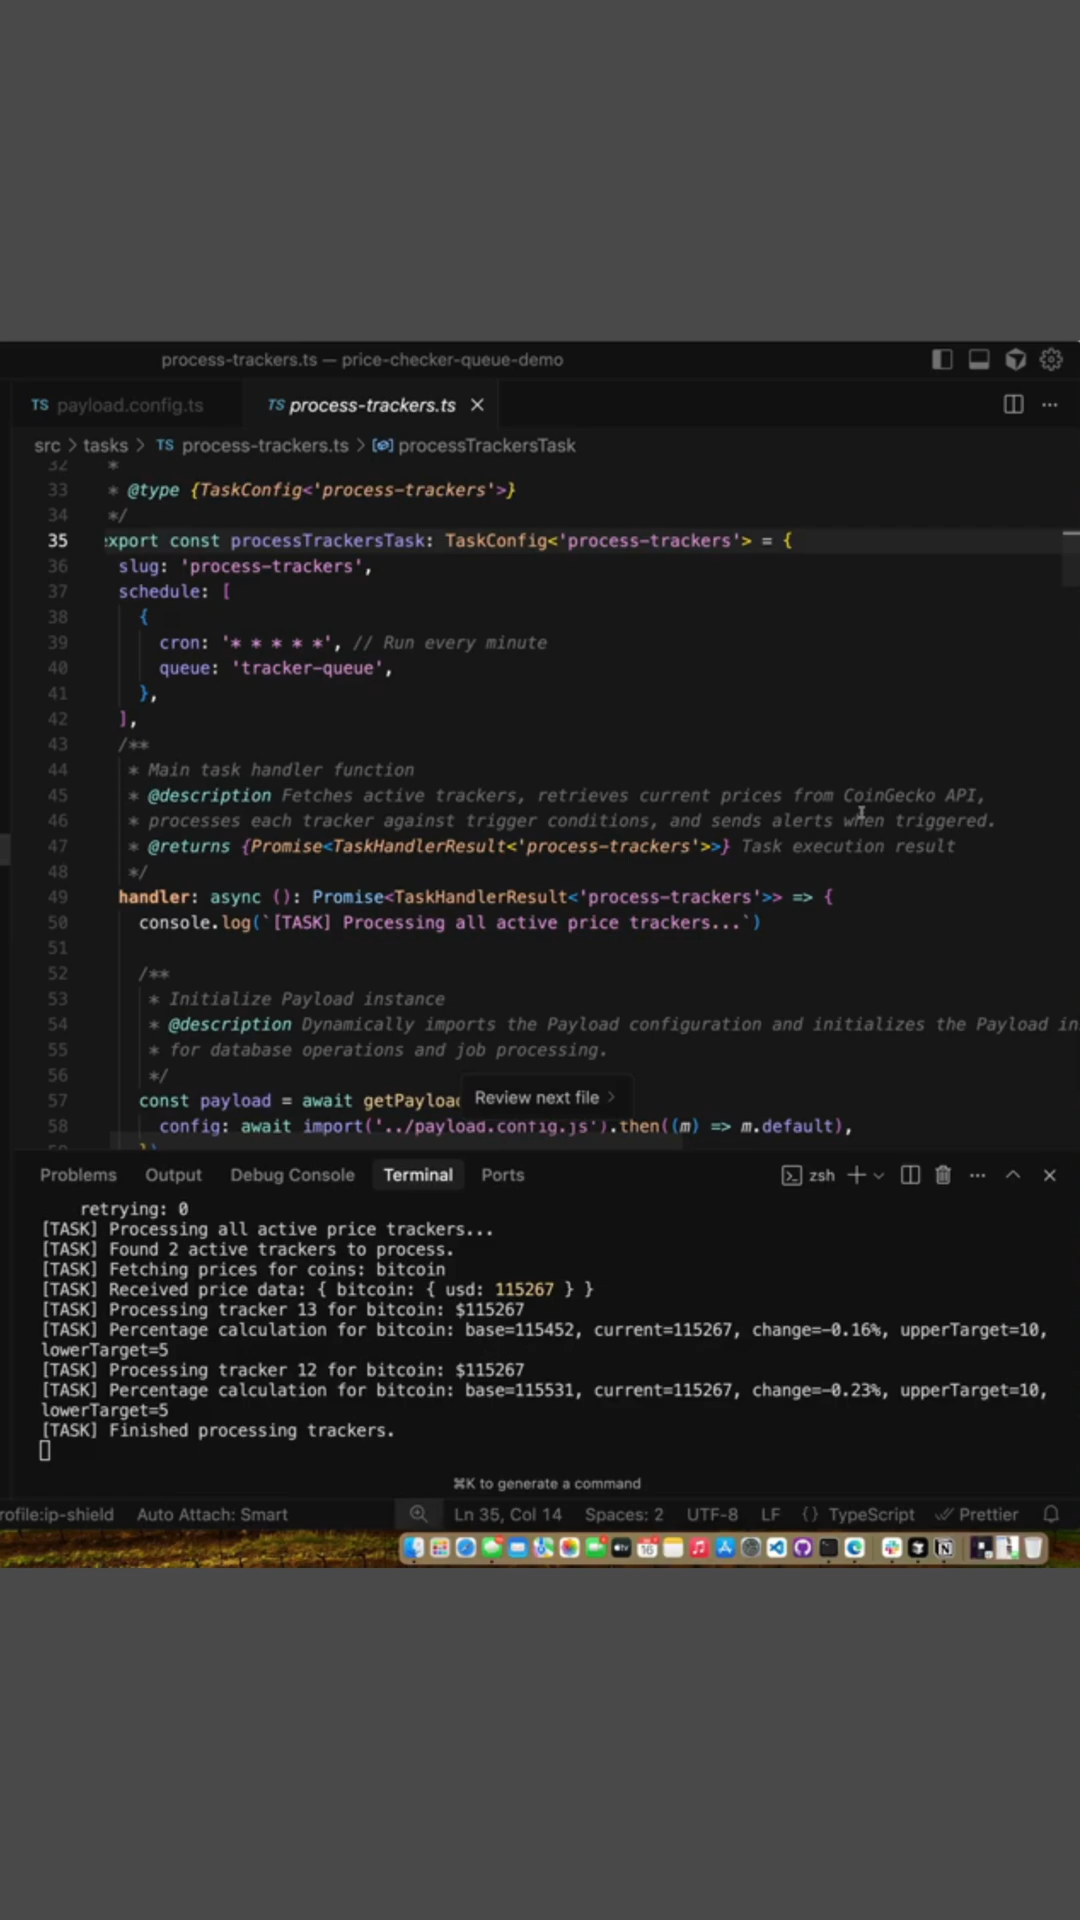 process-trackers.ts — price-checker-queue-demo
TS payload.config.ts
TS process-trackers.ts
src > tasks > TS process-trackers.ts > processTrackersTask
32 *
33 * @type {TaskConfig<'process-trackers'>}
34 */
35 export const processTrackersTask: TaskConfig<'process-trackers'> = {
36 slug: 'process-trackers',
37 schedule: [
38 {
39 cron: '* * * * *', // Run every minute
40 queue: 'tracker-queue',
41 },
42 ],
43 /**
44 * Main task handler function
45 * @description Fetches active trackers, retrieves current prices from CoinGecko API,
46 * processes each tracker against trigger conditions, and sends alerts when triggered.
47 * @returns {Promise<TaskHandlerResult<'process-trackers'>>} Task execution result
48 */
49 handler: async (): Promise<TaskHandlerResult<'process-trackers'>> => {
50 console.log(`[TASK] Processing all active price trackers...`)
51
52 /**
53 * Initialize Payload instance
54 * @description Dynamically imports the Payload configuration and initializes the Payload in
55 * for database operations and job processing.
56 */
57 const payload = await getPayload
Review next file >
58 config: await import('../payload.config.js').then((m) => m.default),
})
Problems Output Debug Console Terminal Ports
zsh
retrying: 0
[TASK] Processing all active price trackers...
[TASK] Found 2 active trackers to process.
[TASK] Fetching prices for coins: bitcoin
[TASK] Received price data: { bitcoin: { usd: 115267 } }
[TASK] Processing tracker 13 for bitcoin: $115267
[TASK] Percentage calculation for bitcoin: base=115452, current=115267, change=-0.16%, upperTarget=10,
lowerTarget=5
[TASK] Processing tracker 12 for bitcoin: $115267
[TASK] Percentage calculation for bitcoin: base=115531, current=115267, change=-0.23%, upperTarget=10,
lowerTarget=5
[TASK] Finished processing trackers.
⌘K to generate a command
rofile:ip-shield Auto Attach: Smart Ln 35, Col 14 Spaces: 2 UTF-8 LF {} TypeScript Prettier
tv 16